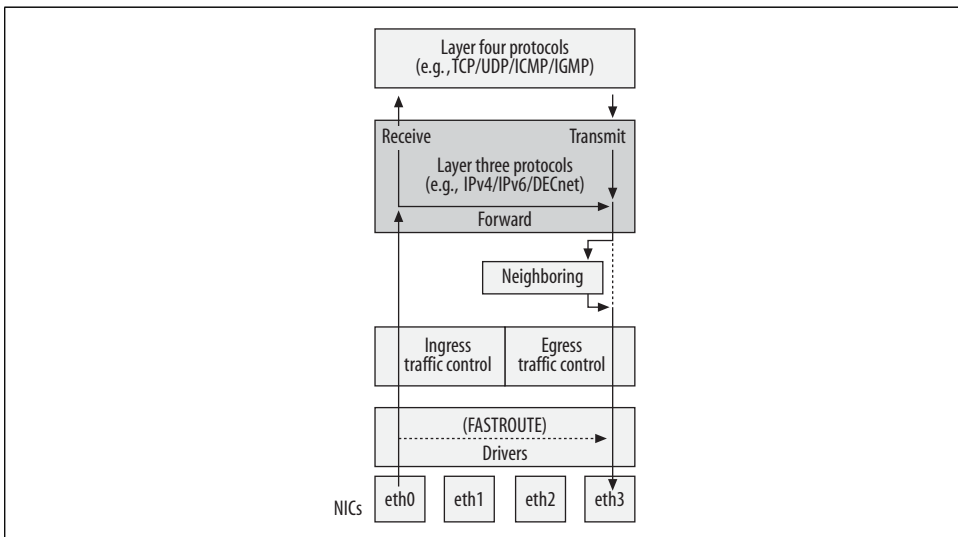 Layer four protocols
(e.g., TCP/UDP/ICMP/IGMP)
Receive
Transmit
Layer three protocols
(e.g., IPv4/IPv6/DECnet)
Forward
Neighboring
Ingress
traffic control
Egress
traffic control
(FASTROUTE)
Drivers
NICs
eth0
eth1
eth2
eth3